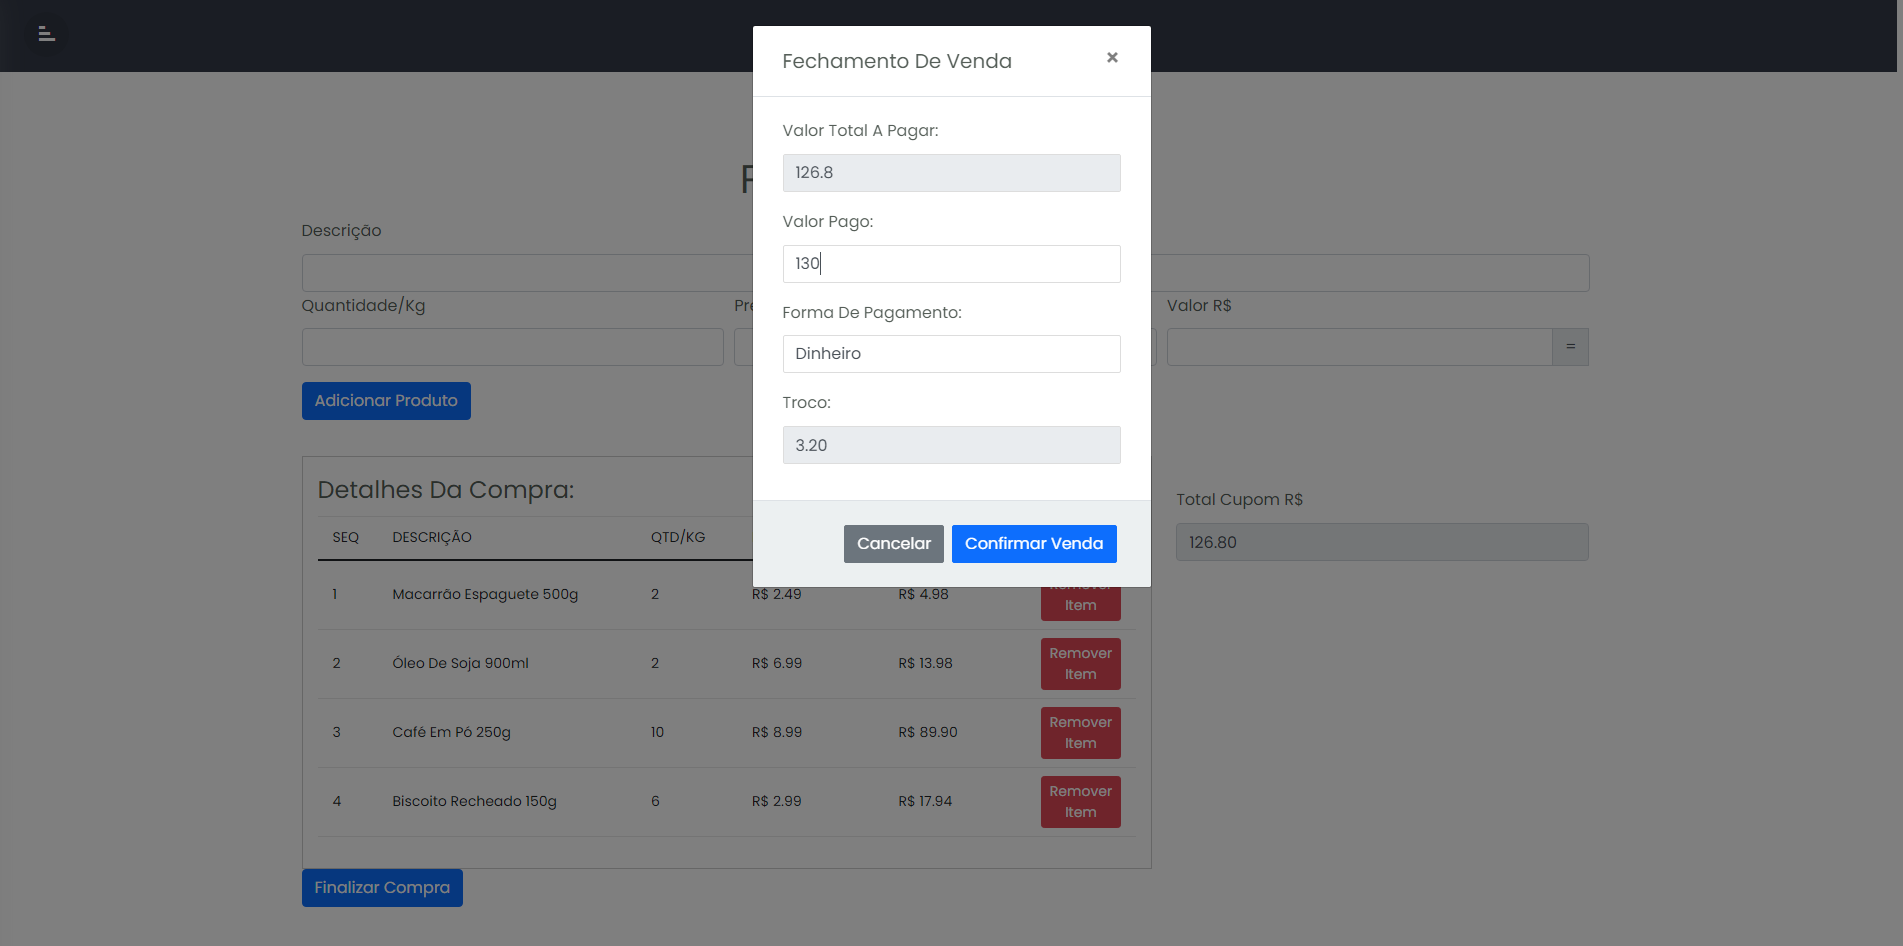 Fechamento De Venda ×
Valor Total A Pagar:
126.8
Valor Pago:
130
Forma De Pagamento:
Dinheiro
Troco:
3.20
Cancelar Confirmar Venda
Descrição
Quantidade/Kg Valor R$
=
Adicionar Produto
Detalhes Da Compra:
SEQ DESCRIÇÃO QTD/KG
1 Macarrão Espaguete 500g 2 R$ 2.49 R$ 4.98 Remover
Item
2 Óleo De Soja 900ml 2 R$ 6.99 R$ 13.98 Remover
Item
3 Café Em Pó 250g 10 R$ 8.99 R$ 89.90 Remover
Item
4 Biscoito Recheado 150g 6 R$ 2.99 R$ 17.94 Remover
Item
Finalizar Compra
Total Cupom R$
126.80